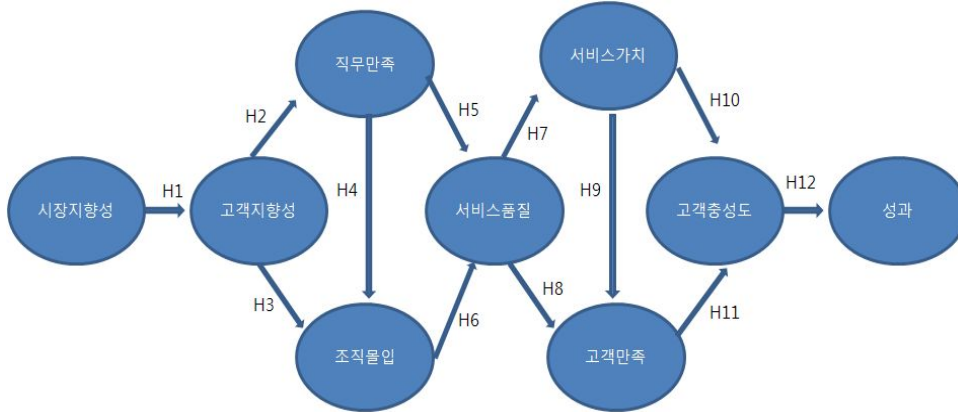 시장지향성
H1
고객지향성
H2
H3
직무만족
H4
조직몰입
H5
H6
서비스품질
H7
H8
서비스가치
H9
고객만족
H10
H11
고객충성도
H12
성과